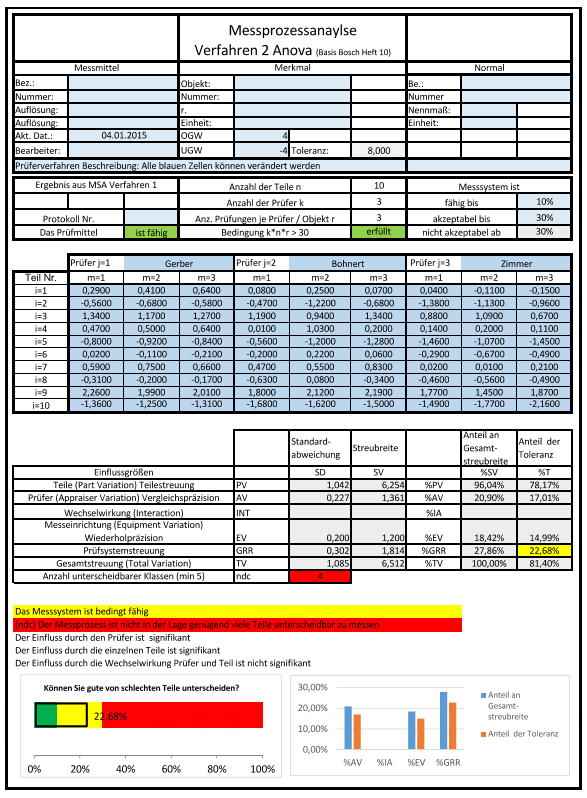 Messprozessanaylse
Verfahren 2 Anova (Basis Bosch Heft 10)
Messmittel Merkmal Normal
Bez.: Objekt: Be.:
Nummer: Nummer: Nummer
Auflösung: r. Nennmaß:
Auflösung: Einheit: Einheit:
Akt. Dat.: 04.01.2015 OGW 4
Bearbeiter: UGW -4 Toleranz: 8,000
Prüferverfahren Beschreibung: Alle blauen Zellen können verändert werden
Ergebnis aus MSA Verfahren 1 Anzahl der Teile n 10 Messsystem ist
Anzahl der Prüfer k 3 fähig bis 10%
Protokoll Nr. Anz. Prüfungen je Prüfer / Objekt r 3 akzeptabel bis 30%
Das Prüfmittel ist fähig Bedingung k*n*r > 30 erfüllt nicht akzeptabel ab 30%
Prüfer j=1 Gerber Prüfer j=2 Bohnert Prüfer j=3 Zimmer
Teil Nr. m=1 m=2 m=3 m=1 m=2 m=3 m=1 m=2 m=3
i=1 0,2900 0,4100 0,6400 0,0800 0,2500 0,0700 0,0400 -0,1100 -0,1500
i=2 -0,5600 -0,6800 -0,5800 -0,4700 -1,2200 -0,6800 -1,3800 -1,1300 -0,9600
i=3 1,3400 1,1700 1,2700 1,1900 0,9400 1,3400 0,8800 1,0900 0,6700
i=4 0,4700 0,5000 0,6400 0,0100 1,0300 0,2000 0,1400 0,2000 0,1100
i=5 -0,8000 -0,9200 -0,8400 -0,5600 -1,2000 -1,2800 -1,4600 -1,0700 -1,4500
i=6 0,0200 -0,1100 -0,2100 -0,2000 0,2200 0,0600 -0,2900 -0,6700 -0,4900
i=7 0,5900 0,7500 0,6600 0,4700 0,5500 0,8300 0,0200 0,0100 0,2100
i=8 -0,3100 -0,2000 -0,1700 -0,6300 0,0800 -0,3400 -0,4600 -0,5600 -0,4900
i=9 2,2600 1,9900 2,0100 1,8000 2,1200 2,1900 1,7700 1,4500 1,8700
i=10 -1,3600 -1,2500 -1,3100 -1,6800 -1,6200 -1,5000 -1,4900 -1,7700 -2,1600
Standard- Anteil an
abweichung Streubreite Gesamt- Anteil der
streubreite Toleranz
Einflussgrößen SD SV %SV %T
Teile (Part Variation) Teilestreuung PV 1,042 6,254 %PV 96,04% 78,17%
Prüfer (Appraiser Variation) Vergleichspräzision AV 0,227 1,361 %AV 20,90% 17,01%
Wechselwirkung (Interaction) INT %IA
Messeinrichtung (Equipment Variation)
Wiederholpräzision EV 0,200 1,200 %EV 18,42% 14,99%
Prüfsystemstreuung GRR 0,302 1,814 %GRR 27,86% 22,68%
Gesamtstreuung (Total Variation) TV 1,085 6,512 %TV 100,00% 81,40%
Anzahl unterscheidbarer Klassen (min 5) ndc 4
Das Messsystem ist bedingt fähig
(ndc) Der Messprozess ist nicht in der Lage genügend viele Teile unterscheidbar zu messen
Der Einfluss durch den Prüfer ist signifikant
Der Einfluss durch die einzelnen Teile ist signifikant
Der Einfluss durch die Wechselwirkung Prüfer und Teil ist nicht signifikant
Können Sie gute von schlechten Teile unterscheiden?
22,68%
0% 20% 40% 60% 80% 100%
30,00%
20,00%
10,00%
0,00%
%AV %IA %EV %GRR
Anteil an
Gesamt-
streubreite
Anteil der Toleranz